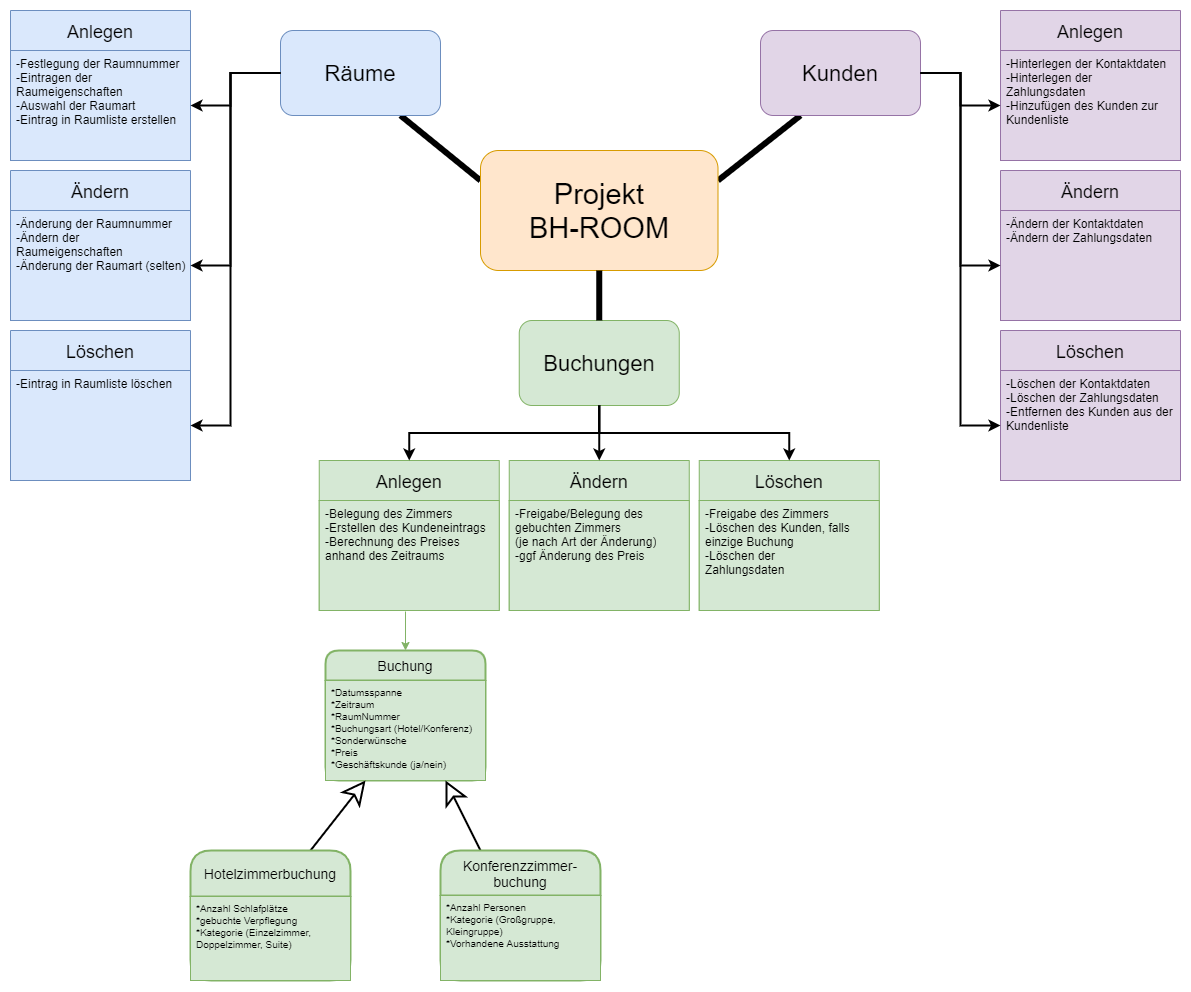 Projekt
BH-ROOM
Räume
Anlegen
-Festlegung der Raumnummer
-Eintragen der
Raumeigenschaften
-Auswahl der Raumart
-Eintrag in Raumliste erstellen
Ändern
-Änderung der Raumnummer
-Ändern der
Raumeigenschaften
-Änderung der Raumart (selten)
Löschen
-Eintrag in Raumliste löschen
Kunden
Anlegen
-Hinterlegen der Kontaktdaten
-Hinterlegen der
Zahlungsdaten
-Hinzufügen des Kunden zur
Kundenliste
Ändern
-Ändern der Kontaktdaten
-Ändern der Zahlungsdaten
Löschen
-Löschen der Kontaktdaten
-Löschen der Zahlungsdaten
-Entfernen des Kunden aus der
Kundenliste
Buchungen
Anlegen
-Belegung des Zimmers
-Erstellen des Kundeneintrags
-Berechnung des Preises
anhand des Zeitraums
Ändern
-Freigabe/Belegung des
gebuchten Zimmers
(je nach Art der Änderung)
-ggf Änderung des Preis
Löschen
-Freigabe des Zimmers
-Löschen des Kunden, falls
einzige Buchung
-Löschen der
Zahlungsdaten
Buchung
*Datumsspanne
*Zeitraum
*RaumNummer
*Buchungsart (Hotel/Konferenz)
*Sonderwünsche
*Preis
*Geschäftskunde (ja/nein)
Hotelzimmerbuchung
*Anzahl Schlafplätze
*gebuchte Verpflegung
*Kategorie (Einzelzimmer,
Doppelzimmer, Suite)
Konferenzzimmer-
buchung
*Anzahl Personen
*Kategorie (Großgruppe,
Kleingruppe)
*Vorhandene Ausstattung